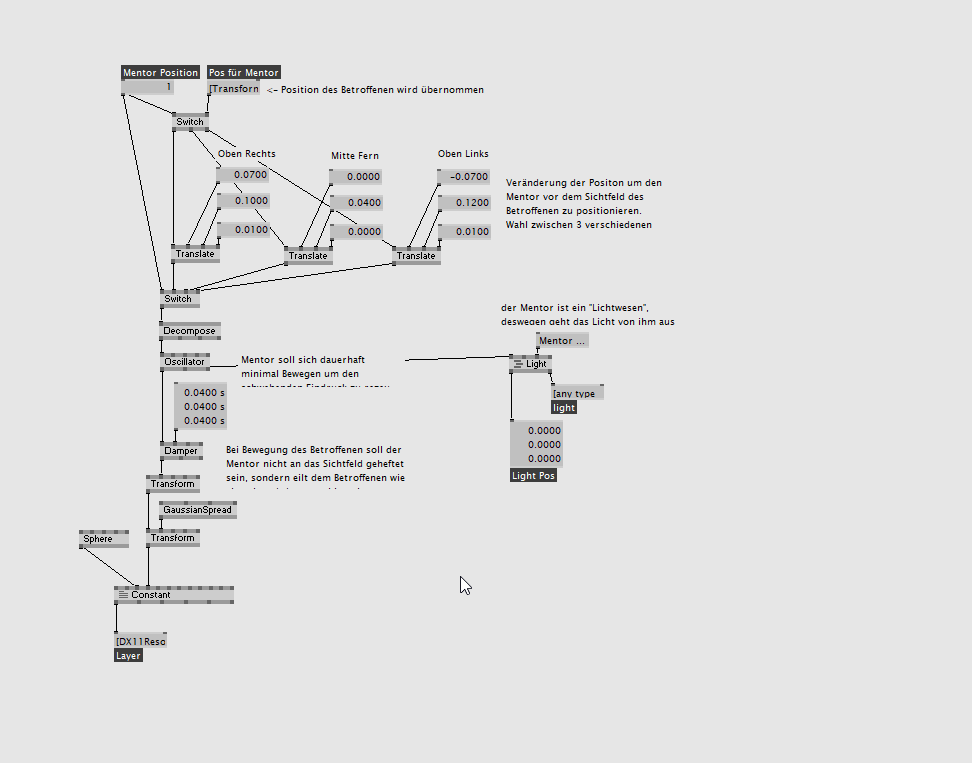 Mentor Position
Pos für Mentor
1
[Transforn
<- Position des Betroffenen wird übernommen
Switch
Oben Rechts
Mitte Fern
Oben Links
0.0700
0.0000
-0.0700
0.1000
0.0400
0.1200
0.0100
0.0000
0.0100
Veränderung der Positon um den
Mentor vor dem Sichtfeld des
Betroffenen zu positionieren.
Wahl zwischen 3 verschiedenen
Translate
Translate
Translate
Switch
der Mentor ist ein "Lichtwesen",
deswegen geht das Licht von ihm aus
Decompose
Mentor ...
Oscillator
Mentor soll sich dauerhaft
minimal Bewegen um den
Light
0.0400 s
0.0400 s
0.0400 s
[any type
light
0.0000
0.0000
0.0000
Light Pos
Damper
Bei Bewegung des Betroffenen soll der
Mentor nicht an das Sichtfeld geheftet
sein, sondern eilt dem Betroffenen wie
Transform
GaussianSpread
Sphere
Transform
Constant
[DX11Reso
Layer